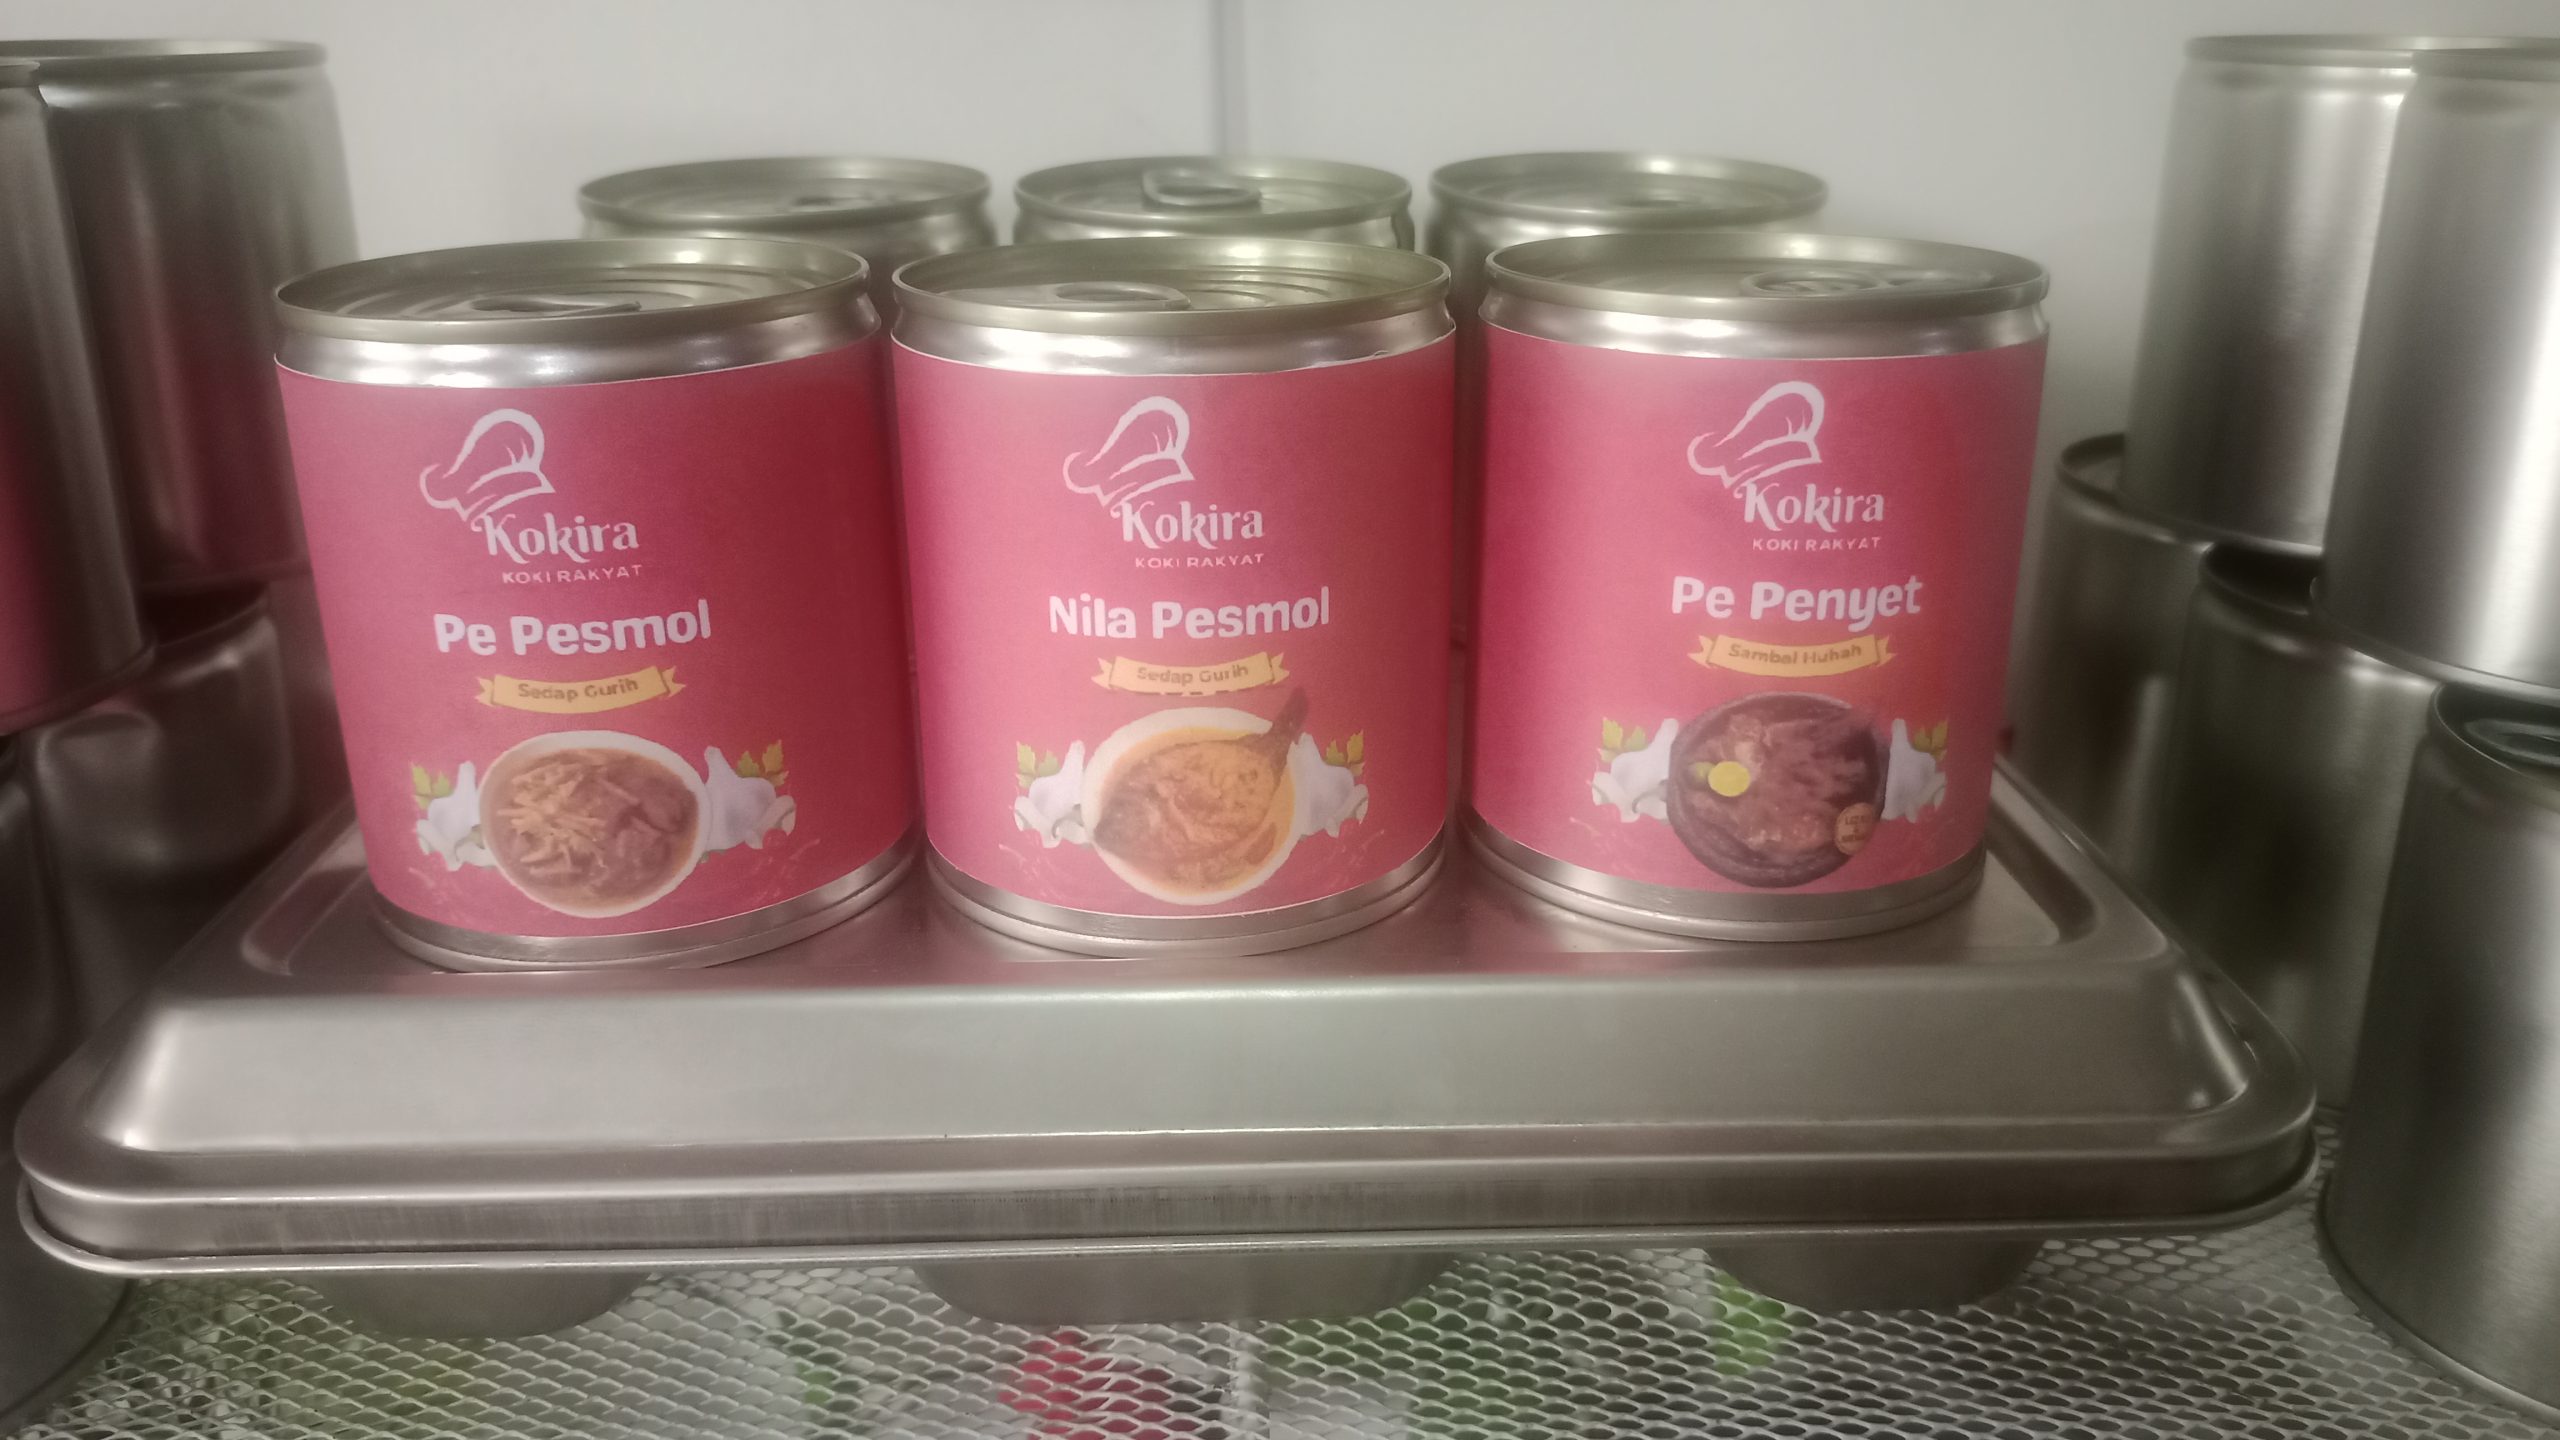 Kokira
KOKI RAKYAT
Pe Pesmol
Sedap Gurih
Kokira
KOKI RAKYAT
Nila Pesmol
Sedap Gurih
Kokira
KOKI RAKYAT
Pe Penyet
Sambal Huhah